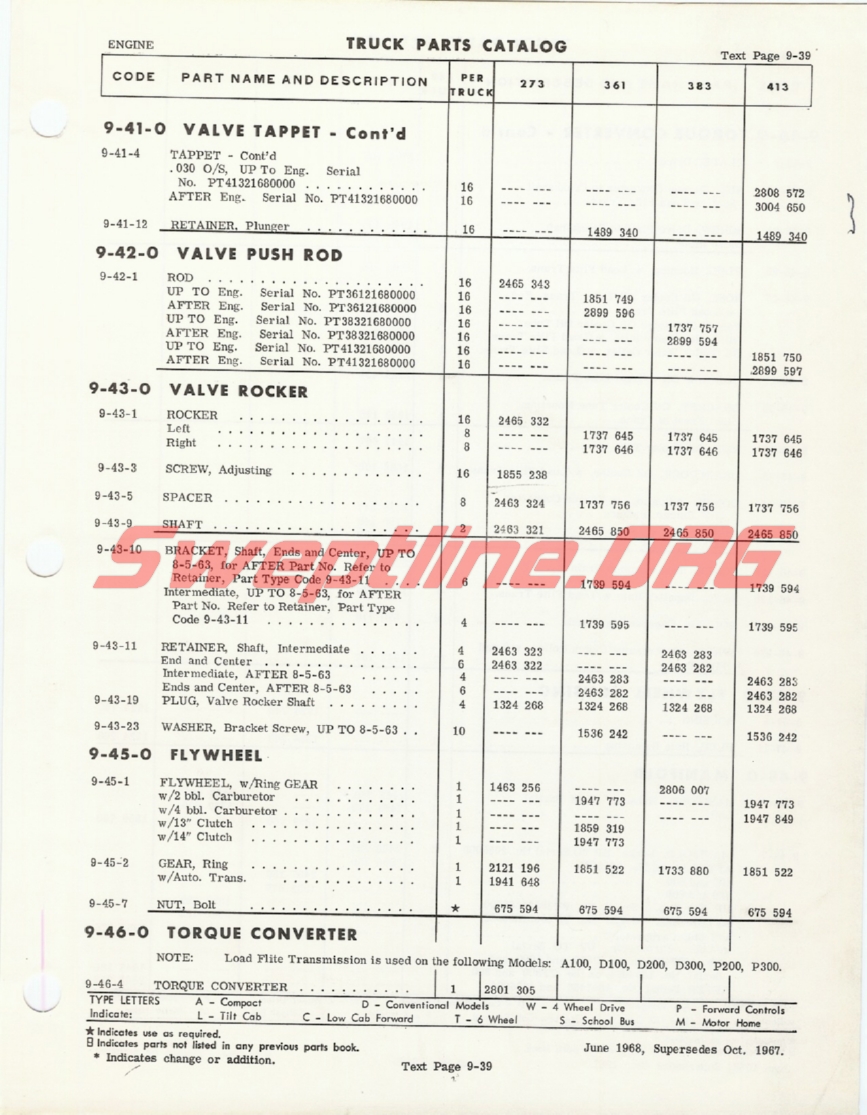 ENGINE TRUCK PARTS CATALOG Text Page 9-39
CODE PART NAME AND DESCRIPTION PER TRUCK 273 361 383 413
9-41-0 VALVE TAPPET - Cont'd
9-41-4 TAPPET - Cont'd
.030 O/S, UP To Eng. Serial
No. PT41321680000 . . . . . . . . . . . . 16 ---- --- ---- --- ---- --- 2808 572
AFTER Eng. Serial No. PT41321680000 16 ---- --- ---- --- ---- --- 3004 650
9-41-12 RETAINER, Plunger . . . . . . . . . . . . . 16 ---- --- 1489 340 ---- --- 1489 340
9-42-0 VALVE PUSH ROD
9-42-1 ROD . . . . . . . . . . . . . . . . . . . . . 16 2465 343
UP TO Eng. Serial No. PT36121680000 16 ---- --- 1851 749
AFTER Eng. Serial No. PT36121680000 16 ---- --- 2899 596
UP TO Eng. Serial No. PT38321680000 16 ---- --- ---- --- 1737 757
AFTER Eng. Serial No. PT38321680000 16 ---- --- ---- --- 2899 594
UP TO Eng. Serial No. PT41321680000 16 ---- --- ---- --- ---- --- 1851 750
AFTER Eng. Serial No. PT41321680000 16 ---- --- ---- --- ---- --- 2899 597
9-43-0 VALVE ROCKER
9-43-1 ROCKER . . . . . . . . . . . . . . . . . . 16 2465 332
Left . . . . . . . . . . . . . . . . . . . . 8 ---- --- 1737 645 1737 645 1737 645
Right . . . . . . . . . . . . . . . . . . . . 8 ---- --- 1737 646 1737 646 1737 646
9-43-3 SCREW, Adjusting . . . . . . . . . . . . . 16 1855 238
9-43-5 SPACER . . . . . . . . . . . . . . . . . . . 8 2463 324 1737 756 1737 756 1737 756
9-43-9 SHAFT . . . . . . . . . . . . . . . . . . . . 2 2463 321 2465 850 2465 850 2465 850
Sweptline.ORG
9-43-10 BRACKET, Shaft, Ends and Center, UP TO
8-5-63, for AFTER Part No. Refer to
Retainer, Part Type Code 9-43-11 . . . . 6 ---- --- 1739 594 ---- --- 1739 594
Intermediate, UP TO 8-5-63, for AFTER
Part No. Refer to Retainer, Part Type
Code 9-43-11 . . . . . . . . . . . . . . . 4 ---- --- 1739 595 ---- --- 1739 595
9-43-11 RETAINER, Shaft, Intermediate . . . . . . 4 2463 323 ---- --- 2463 283
End and Center . . . . . . . . . . . . . . . 6 2463 322 ---- --- 2463 282
Intermediate, AFTER 8-5-63 . . . . . . 4 ---- --- 2463 283 ---- --- 2463 283
Ends and Center, AFTER 8-5-63 . . . . . 6 ---- --- 2463 282 ---- --- 2463 282
9-43-19 PLUG, Valve Rocker Shaft . . . . . . . . . 4 1324 268 1324 268 1324 268 1324 268
9-43-23 WASHER, Bracket Screw, UP TO 8-5-63 . . 10 ---- --- 1536 242 ---- --- 1536 242
9-45-0 FLYWHEEL
9-45-1 FLYWHEEL, w/Ring GEAR . . . . . . . . 1 1463 256 ---- --- 2806 007
w/2 bbl. Carburetor . . . . . . . . . . . . 1 ---- --- 1947 773 ---- --- 1947 773
w/4 bbl. Carburetor . . . . . . . . . . . . . 1 ---- --- ---- --- ---- --- 1947 849
w/13" Clutch . . . . . . . . . . . . . . . . 1 ---- --- 1859 319
w/14" Clutch . . . . . . . . . . . . . . . . 1 ---- --- 1947 773
9-45-2 GEAR, Ring . . . . . . . . . . . . . . . . 1 2121 196 1851 522 1733 880 1851 522
w/Auto. Trans. . . . . . . . . . . . . . 1 1941 648
9-45-7 NUT, Bolt . . . . . . . . . . . . . . . . ★ 675 594 675 594 675 594 675 594
9-46-0 TORQUE CONVERTER
NOTE: Load Flite Transmission is used on the following Models: A100, D100, D200, D300, P200, P300.
9-46-4 TORQUE CONVERTER . . . . . . . . . . . 1 2801 305
TYPE LETTERS A - Compact D - Conventional Models W - 4 Wheel Drive P - Forward Controls
Indicate: L - Tilt Cab C - Low Cab Forward T - 6 Wheel S - School Bus M - Motor Home
★ Indicates use as required.
Indicates parts not listed in any previous parts book.
* Indicates change or addition.
June 1968, Supersedes Oct. 1967.
Text Page 9-39